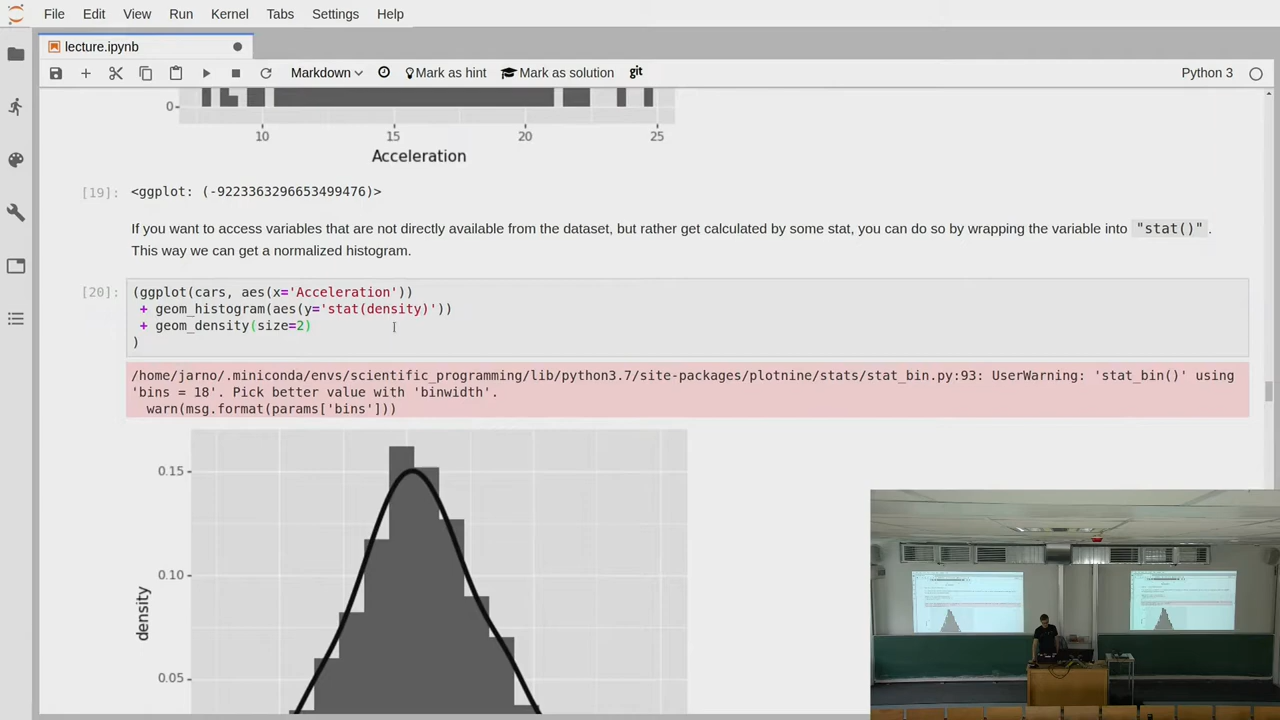 File Edit View Run Kernel Tabs Settings Help
lecture.ipynb
Markdown Mark as hint Mark as solution git Python 3
0
10 15 20 25
Acceleration
[19]: <ggplot: (-9223363296653499476)>
If you want to access variables that are not directly available from the dataset, but rather get calculated by some stat, you can do so by wrapping the variable into "stat()".
This way we can get a normalized histogram.
[20]: (ggplot(cars, aes(x='Acceleration'))
+ geom_histogram(aes(y='stat(density)'))
+ geom_density(size=2)
)
/home/jarno/.miniconda/envs/scientific_programming/lib/python3.7/site-packages/plotnine/stats/stat_bin.py:93: UserWarning: 'stat_bin()' using
'bins = 18'. Pick better value with 'binwidth'.
warn(msg.format(params['bins']))
0.15
0.10
density
0.05